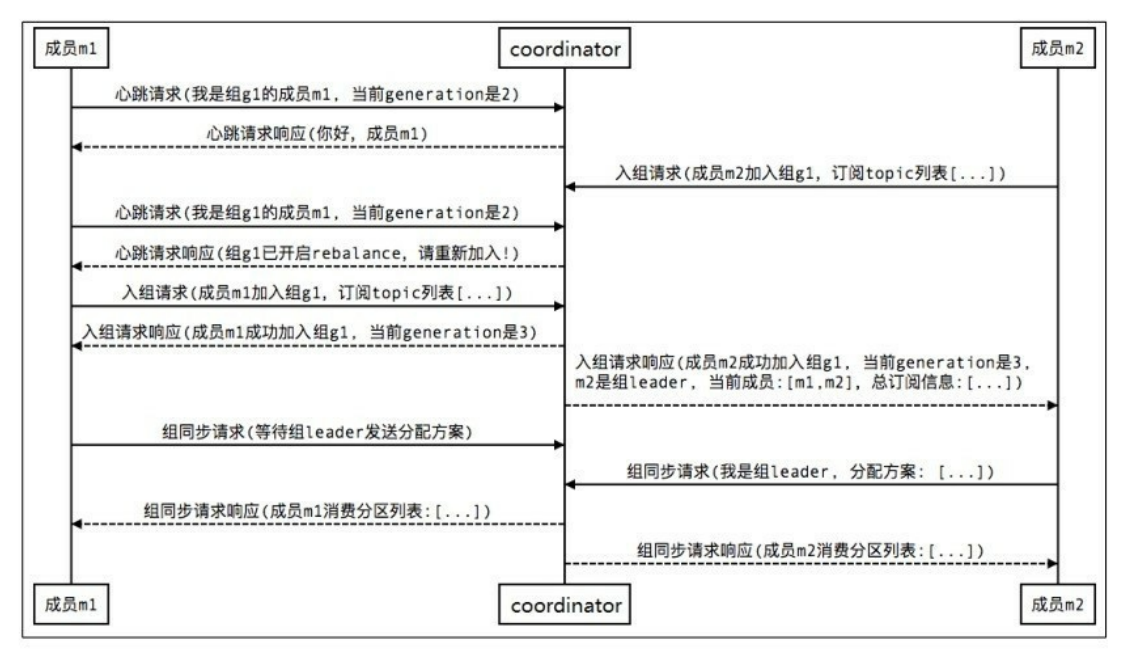 成员m1
coordinator
成员m2
心跳请求(我是组g1的成员m1, 当前generation是2)
心跳请求响应(你好, 成员m1)
入组请求(成员m2加入组g1, 订阅topic列表[...])
心跳请求(我是组g1的成员m1, 当前generation是2)
心跳请求响应(组g1已开启rebalance, 请重新加入!)
入组请求(成员m1加入组g1, 订阅topic列表[...])
入组请求响应(成员m1成功加入组g1, 当前generation是3)
入组请求响应(成员m2成功加入组g1, 当前generation是3,
m2是组leader, 当前成员:[m1,m2], 总订阅信息:[...])
组同步请求(等待组leader发送分配方案)
组同步请求(我是组leader, 分配方案: [...])
组同步请求响应(成员m1消费分区列表:[...])
组同步请求响应(成员m2消费分区列表:[...])
成员m1
coordinator
成员m2